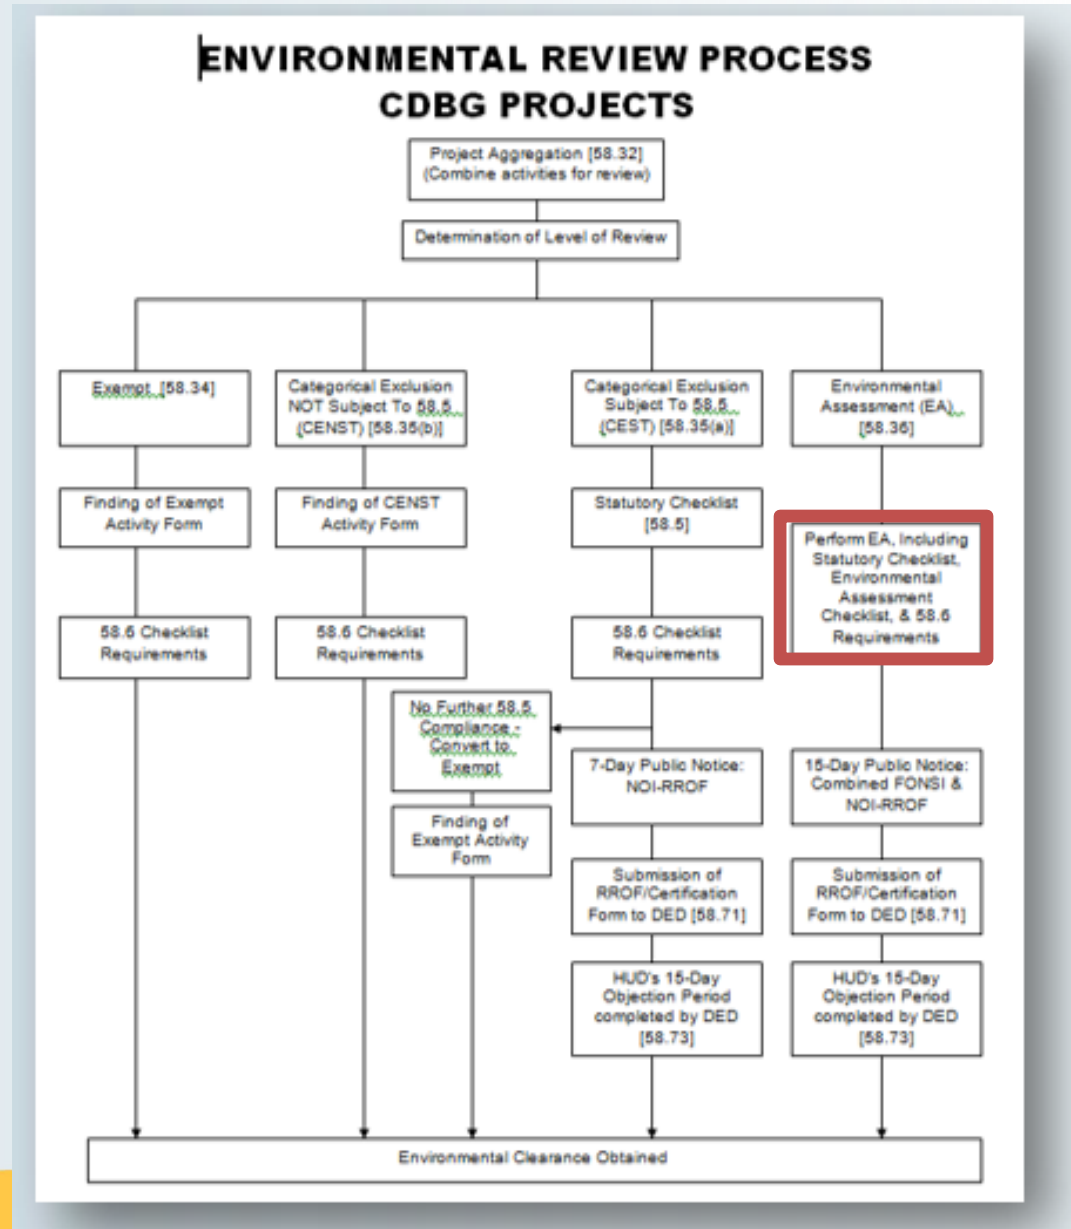 ENVIRONMENTAL REVIEW PROCESS
CDBG PROJECTS
Project Aggregation [58.32]
(Combine activities for review)
Determination of Level of Review
Exempt [58.34]
Categorical Exclusion
NOT Subject To 58.5
(CENST) [58.35(b)]
Categorical Exclusion
Subject To 58.5
(CEST) [58.35(a)]
Environmental
Assessment (EA)
[58.36]
Finding of Exempt
Activity Form
Finding of CENST
Activity Form
Statutory Checklist
[58.5]
Perform EA, Including
Statutory Checklist,
Environmental
Assessment
Checklist, & 58.6
Requirements
58.6 Checklist
Requirements
58.6 Checklist
Requirements
58.6 Checklist
Requirements
No Further 58.5
Compliance -
Convert to
Exempt
Finding of
Exempt Activity
Form
7-Day Public Notice:
NOI-RROF
15-Day Public Notice:
Combined FONSI &
NOI-RROF
Submission of
RROF/Certification
Form to DED [58.71]
Submission of
RROF/Certification
Form to DED [58.71]
HUD's 15-Day
Objection Period
completed by DED
[58.73]
HUD's 15-Day
Objection Period
completed by DED
[58.73]
Environmental Clearance Obtained